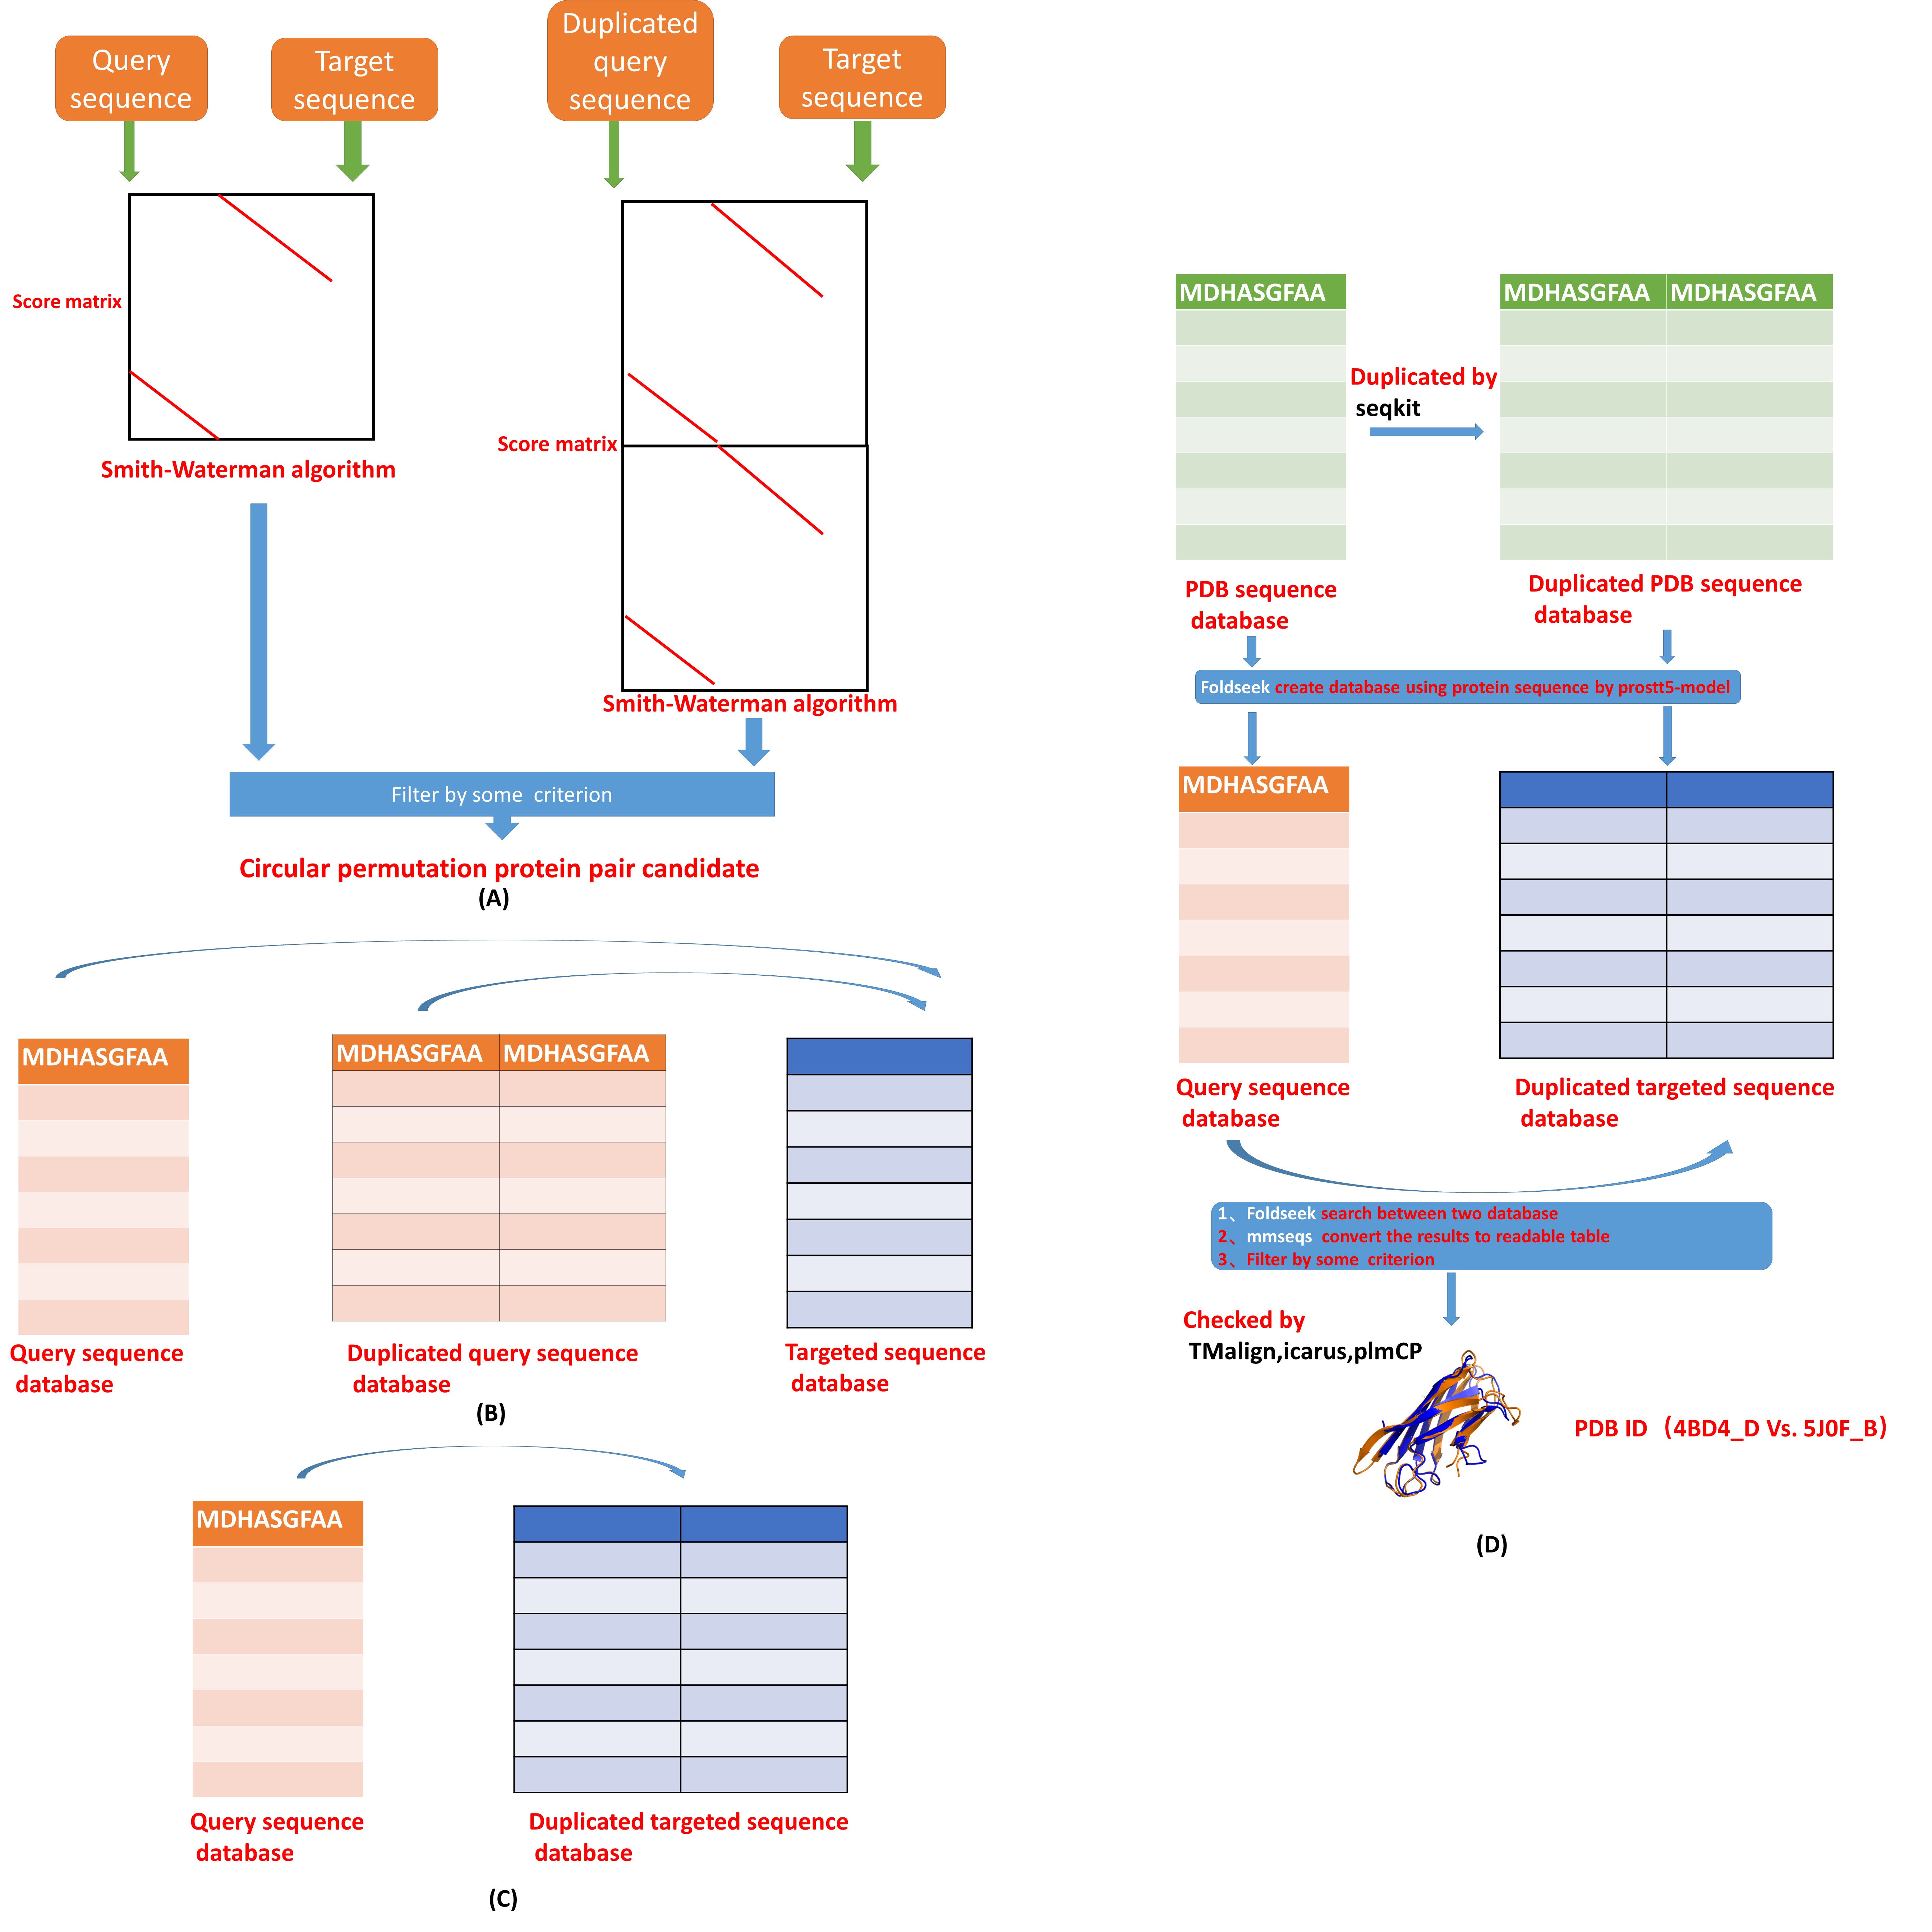 Query
sequence
Target
sequence
Duplicated
query
sequence
Target
sequence
Score matrix
Smith-Waterman algorithm
Score matrix
Smith-Waterman algorithm
Filter by some  criterion
Circular permutation protein pair candidate
(A)
MDHASGFAA
MDHASGFAA MDHASGFAA
Query sequence
database
Duplicated query sequence
database
Targeted sequence
database
(B)
MDHASGFAA
Query sequence
database
Duplicated targeted sequence
database
(C)
MDHASGFAA
MDHASGFAA MDHASGFAA
Duplicated by
seqkit
PDB sequence
database
Duplicated PDB sequence
database
Foldseek create database using protein sequence by prostt5-model
MDHASGFAA
Query sequence
database
Duplicated targeted sequence
database
1、Foldseek search between two database
2、mmseqs  convert the results to readable table
3、Filter by some  criterion
Checked by
TMalign,icarus,plmCP
PDB ID（4BD4_D Vs. 5J0F_B）
(D)